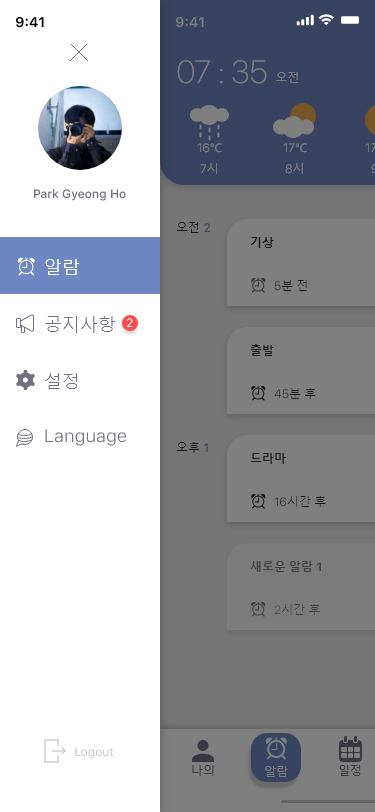 9:41
Park Gyeong Ho
알람
공지사항 2
설정
Language
Logout
9:41
07 : 35 오전
16℃ 17℃ 17
7시 8시 9
오전 2
기상
5분 전
출발
45분 후
오후 1
드라마
16시간 후
새로운 알람 1
2시간 후
나의 알람 일정